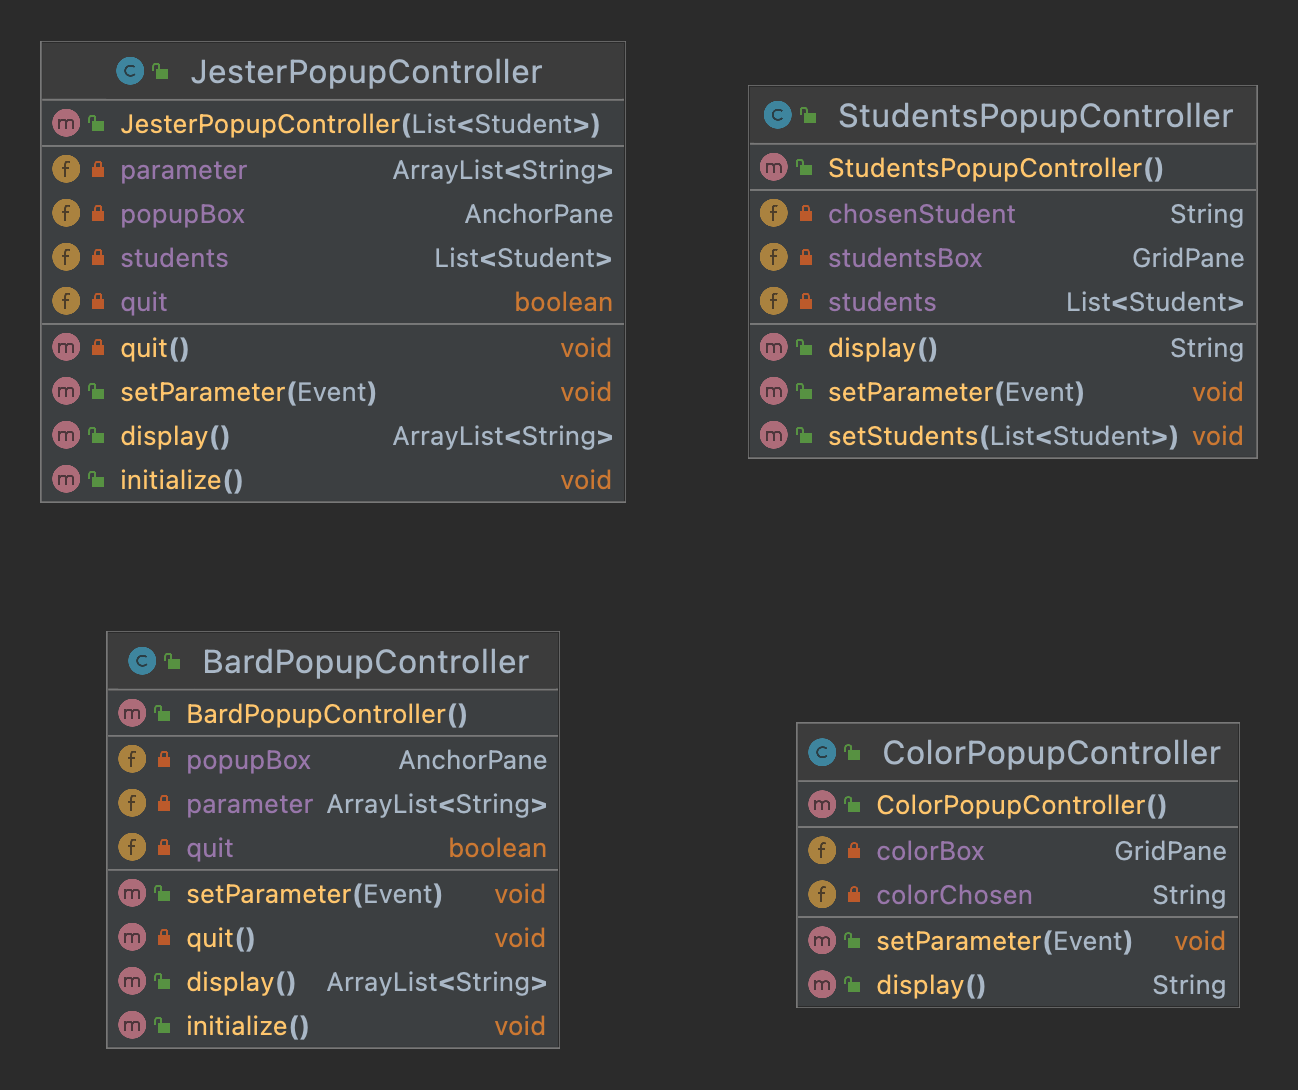 JesterPopupController
JesterPopupController(List<Student>)
parameter ArrayList<String>
popupBox AnchorPane
students List<Student>
quit boolean
quit() void
setParameter(Event) void
display() ArrayList<String>
initialize() void
StudentsPopupController
StudentsPopupController()
chosenStudent String
studentsBox GridPane
students List<Student>
display() String
setParameter(Event) void
setStudents(List<Student>) void
BardPopupController
BardPopupController()
popupBox AnchorPane
parameter ArrayList<String>
quit boolean
setParameter(Event) void
quit() void
display() ArrayList<String>
initialize() void
ColorPopupController
ColorPopupController()
colorBox GridPane
colorChosen String
setParameter(Event) void
display() String